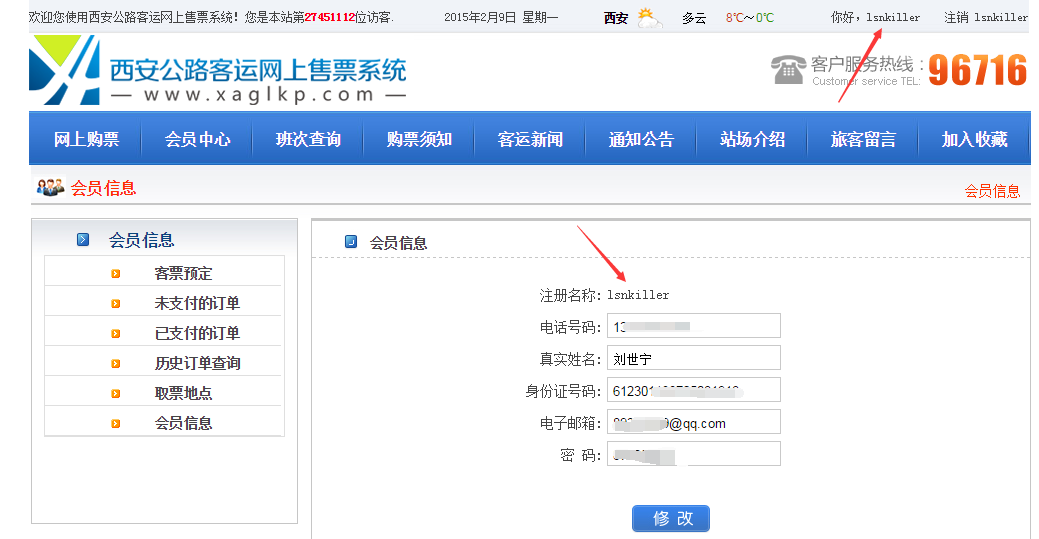 欢迎您使用西安公路客运网上售票系统! 您是本站第27451112位访客. 2015年2月9日 星期一 西安 多云 8℃～0℃ 你好, lsnkiller 注销 lsnkiller
西安公路客运网上售票系统 客户服务热线: 96716
www.xaglkp.com Customer service TEL:
网上购票 会员中心 班次查询 购票须知 客运新闻 通知公告 站场介绍 旅客留言 加入收藏
会员信息 会员信息
会员信息
客票预定
未支付的订单
已支付的订单
历史订单查询
取票地点
会员信息
会员信息
注册名称: lsnkiller
电话号码: 13
真实姓名: 刘世宁
身份证号码: 612301
电子邮箱: 9@qq.com
密 码:
修 改